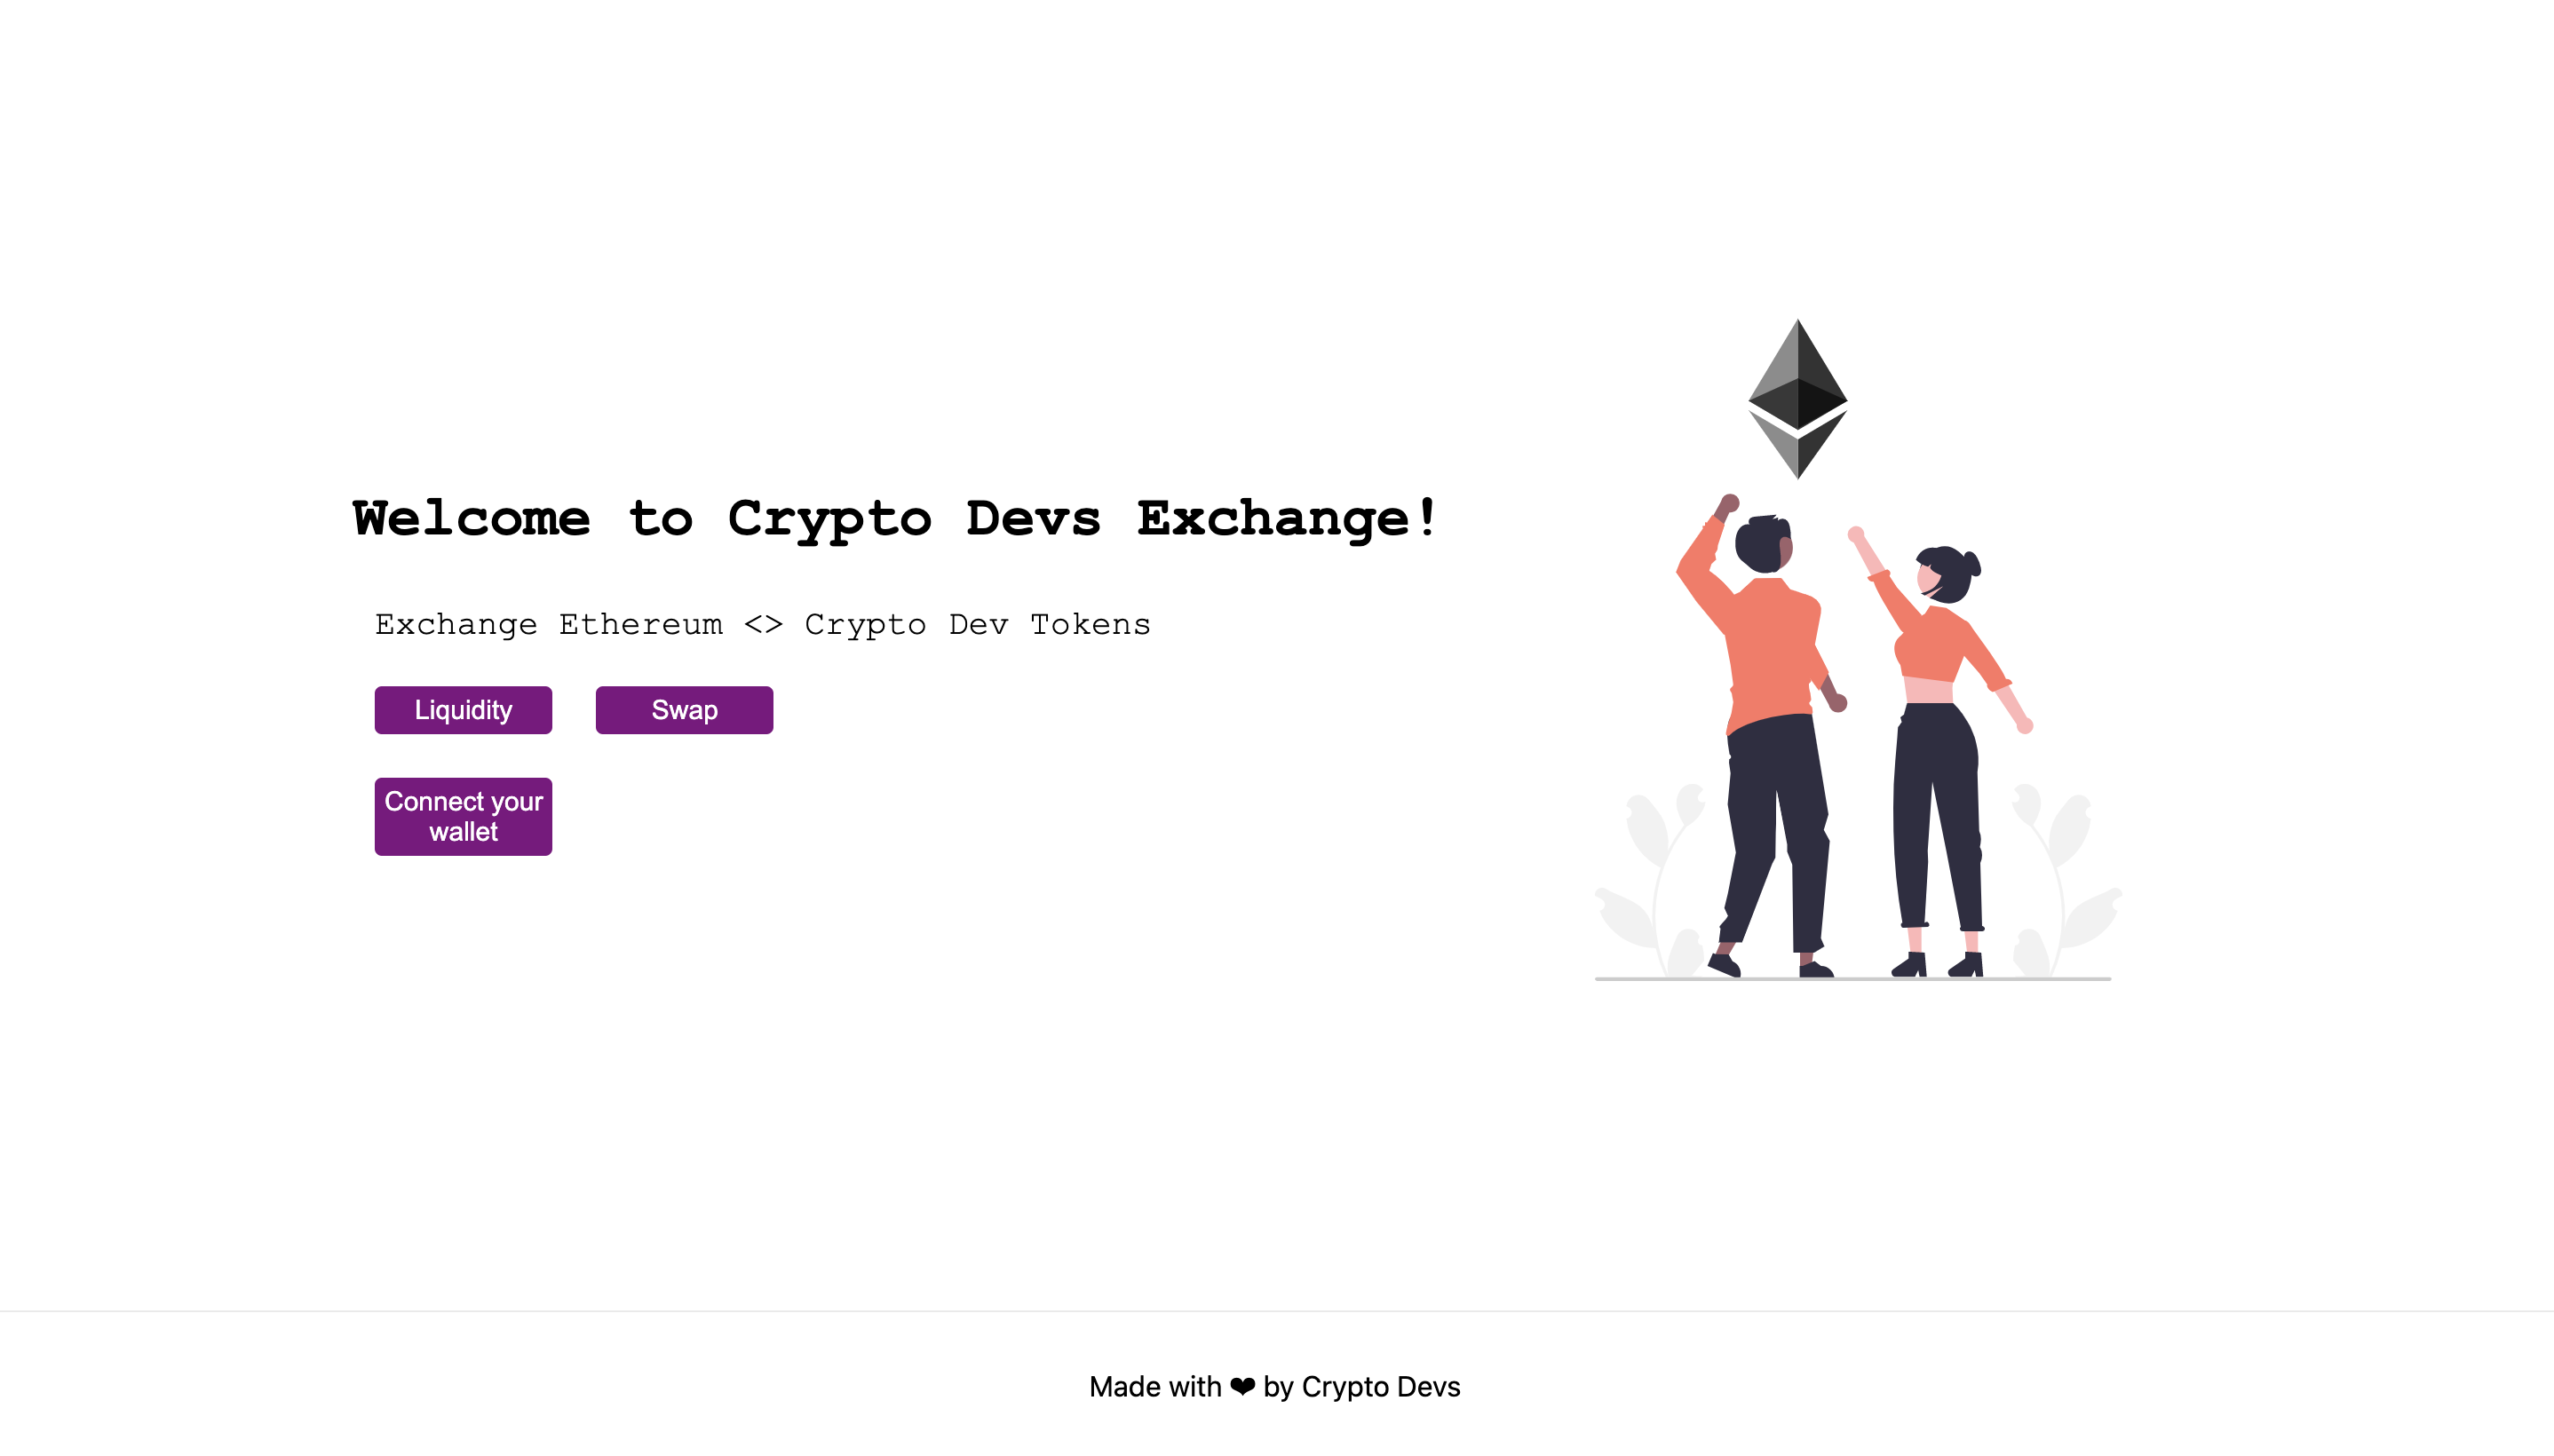 Welcome to Crypto Devs Exchange!
Exchange Ethereum <> Crypto Dev Tokens
Liquidity
Swap
Connect your
wallet
Made with ❤ by Crypto Devs